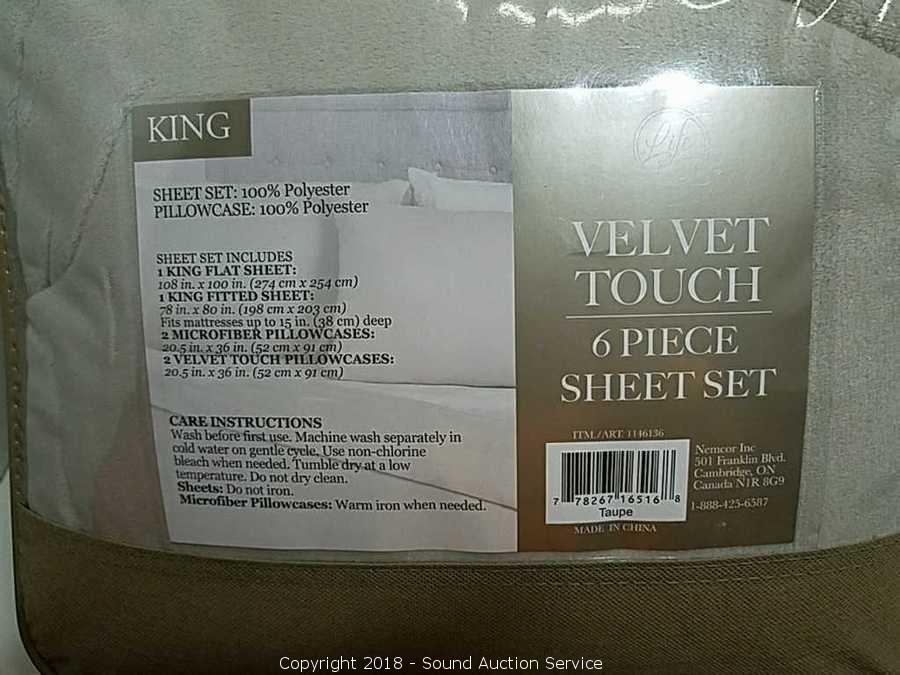 KING
SHEET SET: 100% Polyester
PILLOWCASE: 100% Polyester
SHEET SET INCLUDES
1 KING FLAT SHEET:
108 in. x 100 in. (274 cm x 254 cm)
1 KING FITTED SHEET:
78 in. x 80 in. (198 cm x 203 cm)
Fits mattresses up to 15 in. (38 cm) deep
2 MICROFIBER PILLOWCASES:
20.5 in. x 36 in. (52 cm x 91 cm)
2 VELVET TOUCH PILLOWCASES:
20.5 in. x 36 in. (52 cm x 91 cm)
CARE INSTRUCTIONS
Wash before first use. Machine wash separately in
cold water on gentle cycle. Use non-chlorine
bleach when needed. Tumble dry at a low
temperature. Do not dry clean.
Sheets: Do not iron.
Microfiber Pillowcases: Warm iron when needed.
Life
VELVET
TOUCH
6 PIECE
SHEET SET
ITM./ART. 1146136
7 78267 16516 8
Taupe
MADE IN CHINA
Nemcor Inc
501 Franklin Blvd.
Cambridge, ON
Canada N1R 8G9
1-888-425-6587
Copyright 2018 - Sound Auction Service